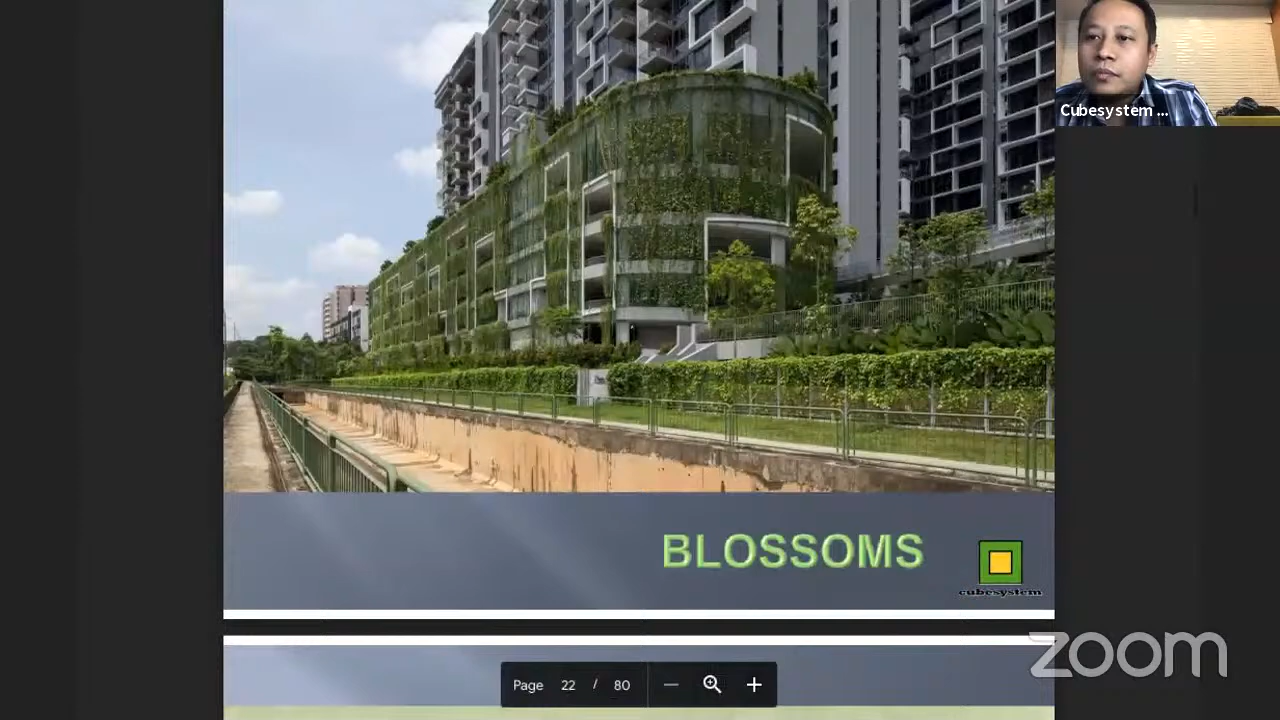 Cubesystem ...
BLOSSOMS
cubesystem
zoom
Page 22 / 80